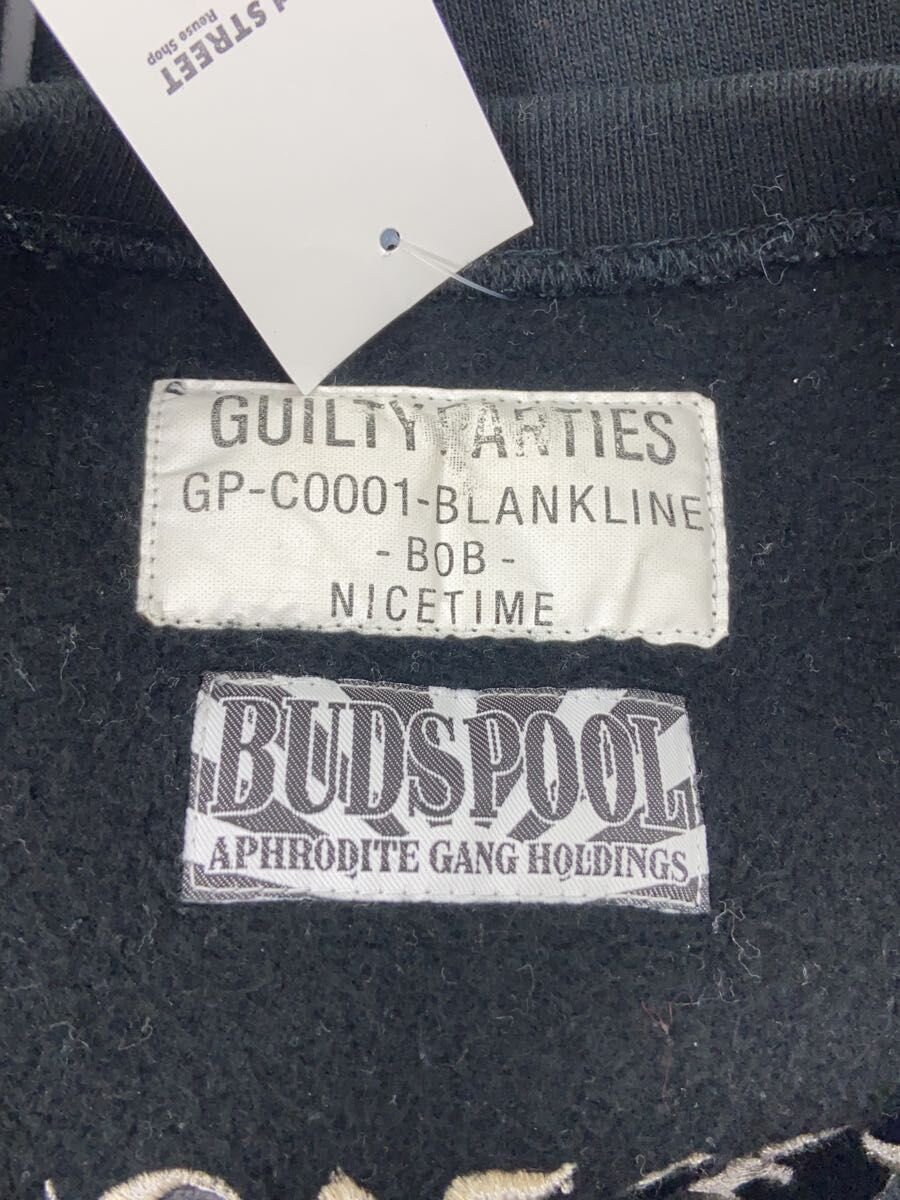 STREET
Reuse Shop
GUILTY PARTIES
GP-C0001-BLANKLINE
- BOB -
NICETIME
BUDSPOOL
APHRODITE GANG HOLDINGS